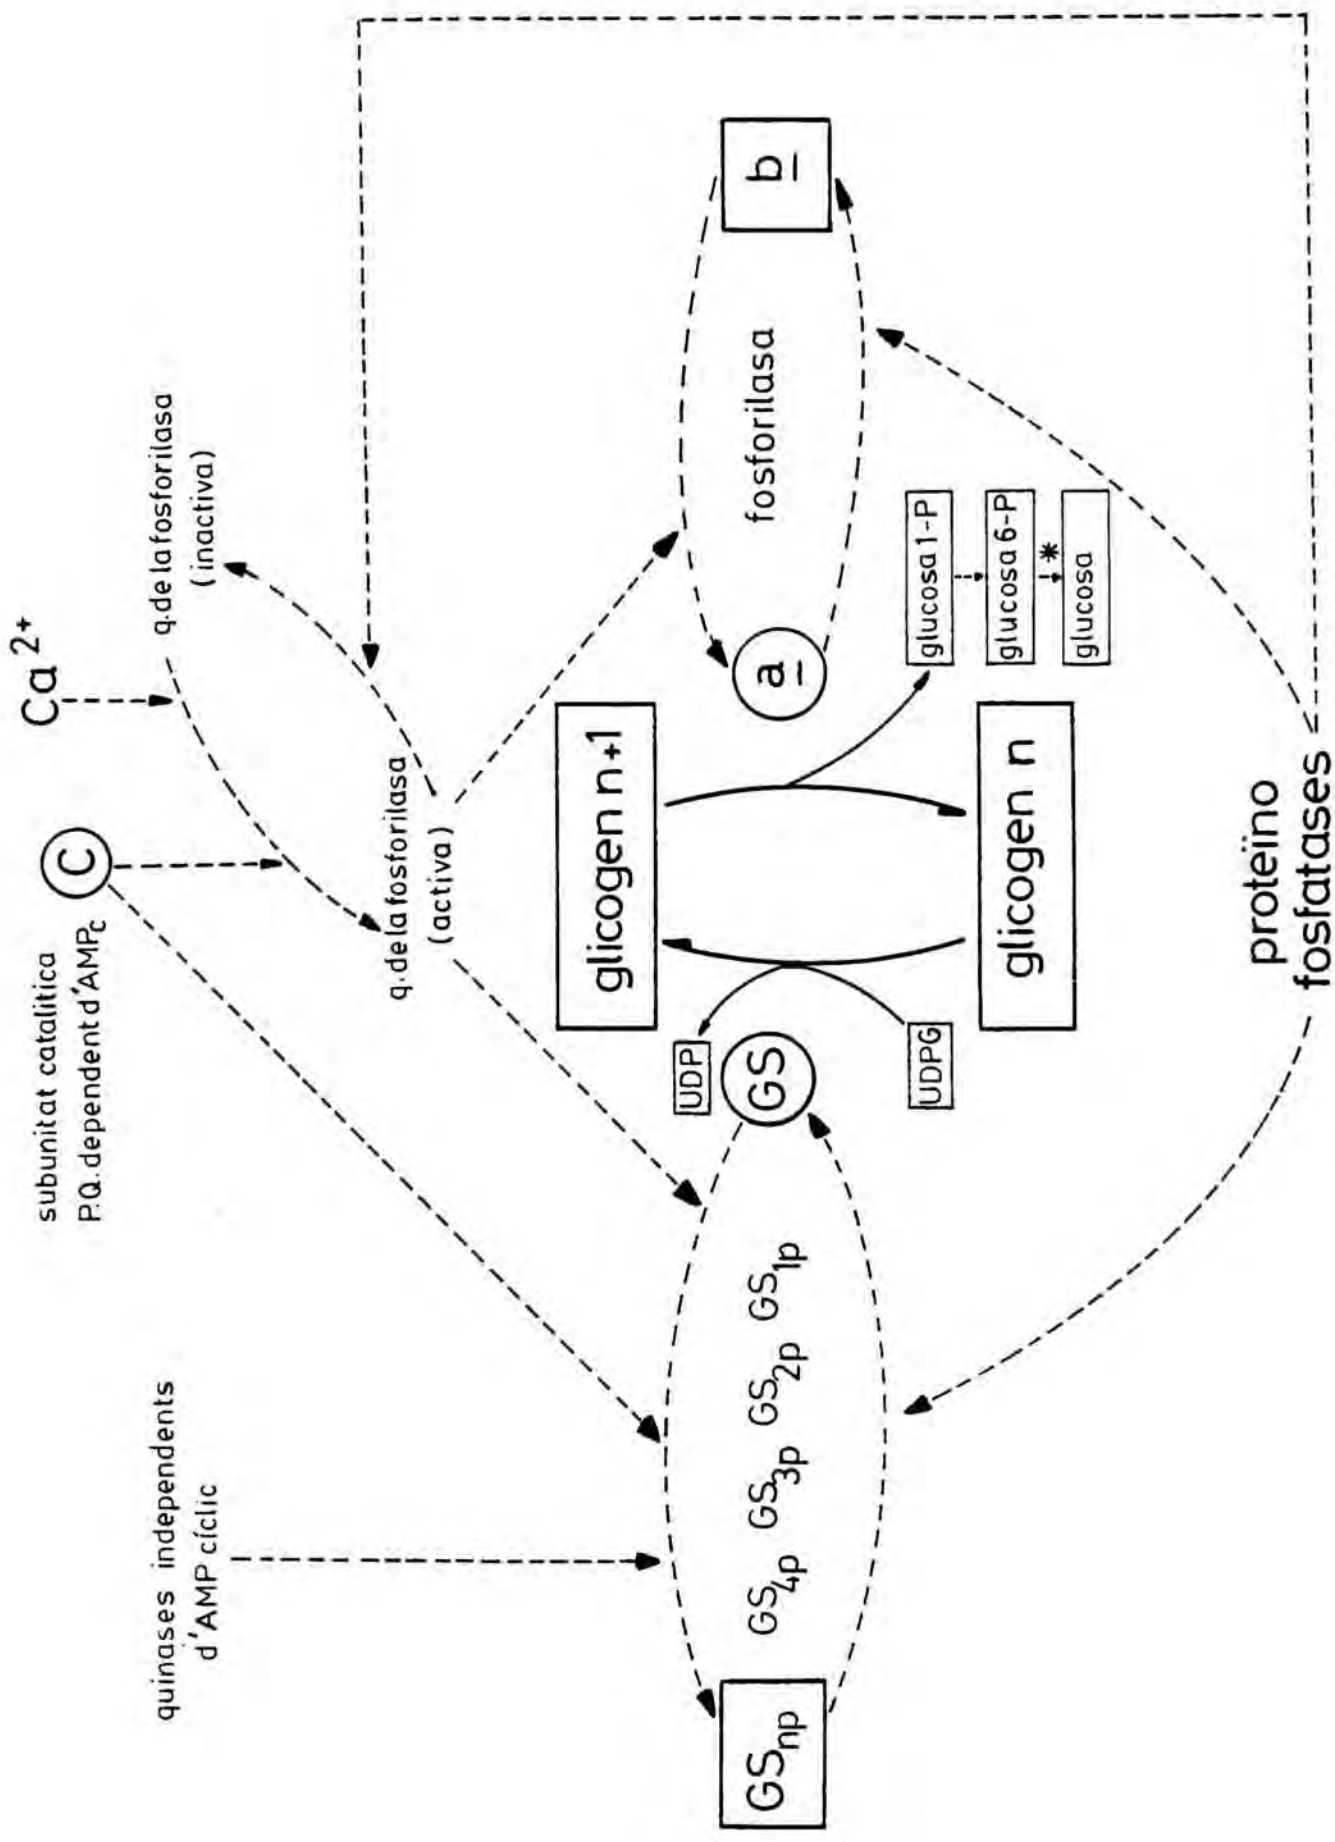 quinases independents
d'AMP cíclic
subunitat catalitica
P.Q. dependent d'AMPc
C
Ca2+
q. de la fosforilasa
(inactiva)
q. de la fosforilasa
(activa)
glicogen n+1
UDP
GS
UDPG
glicogen n
GSnp
GS4p GS3p GS2p GS1p
a
fosforilasa
b
glucosa 1-P
glucosa 6-P
*
glucosa
proteïno
fosfatases